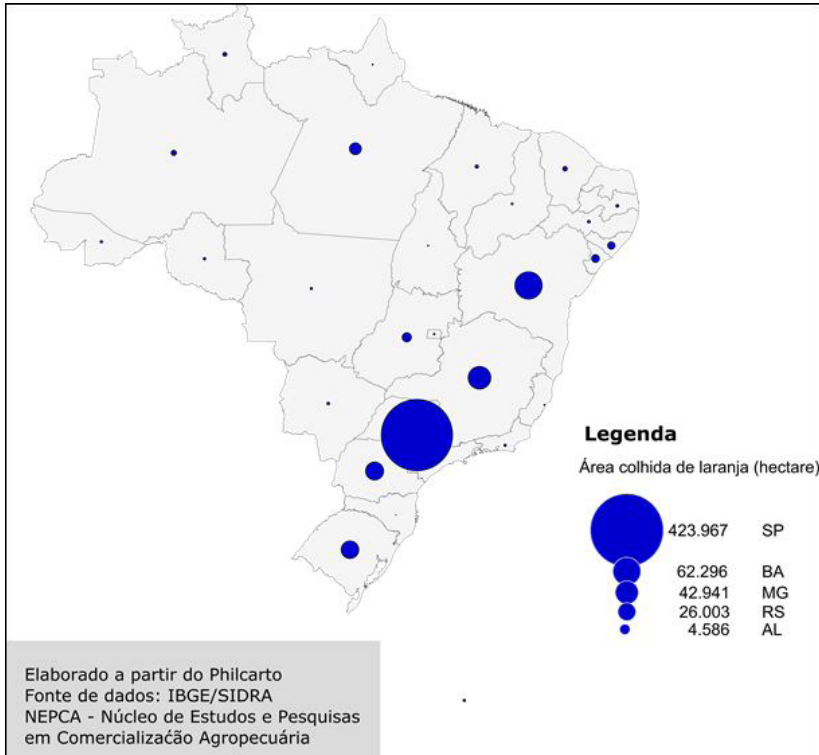 Legenda
Área colhida de laranja (hectare)
423.967 SP
62.296 BA
42.941 MG
26.003 RS
4.586 AL
Elaborado a partir do Philcarto
Fonte de dados: IBGE/SIDRA
NEPCA - Núcleo de Estudos e Pesquisas
em Comercializaćão Agropecuária